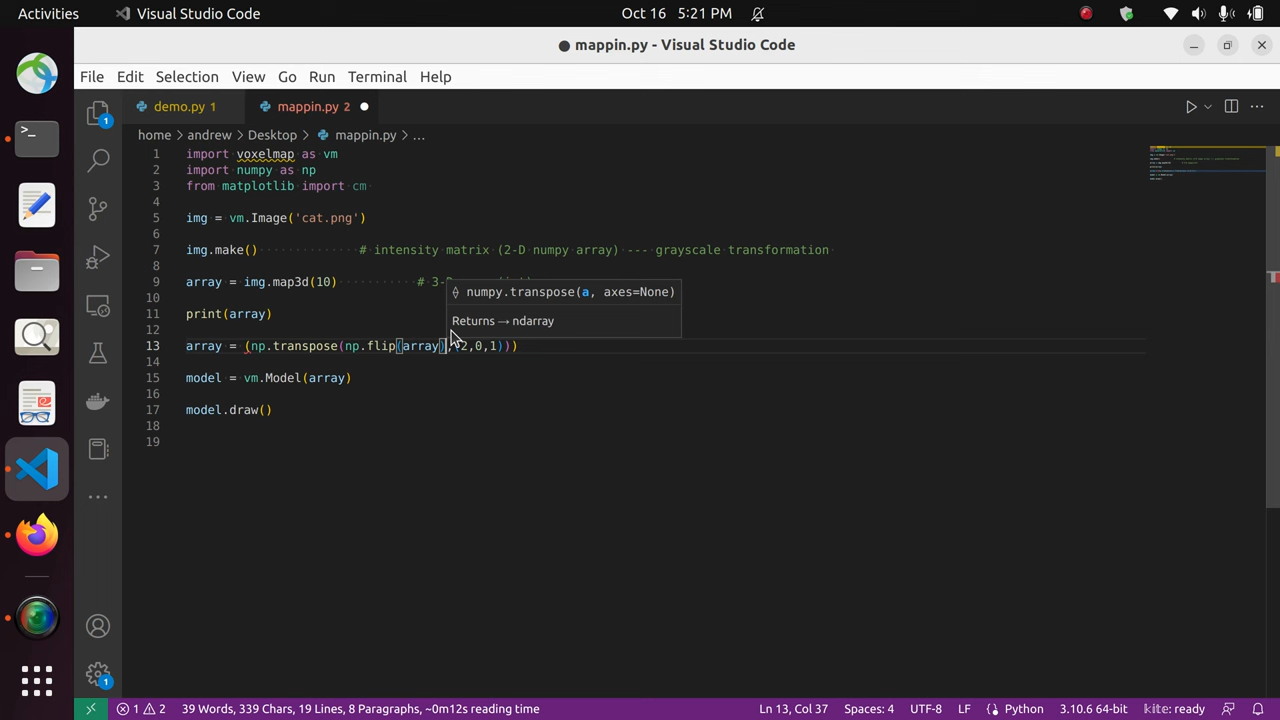 Activities
Visual Studio Code
Oct 16 5:21 PM
● mappin.py - Visual Studio Code
File Edit Selection View Go Run Terminal Help
demo.py 1
mappin.py 2
home > andrew > Desktop > mappin.py > ...
1 import voxelmap as vm
2 import numpy as np
3 from matplotlib import cm
4
5 img = vm.Image('cat.png')
6
7 img.make() # intensity matrix (2-D numpy array) --- grayscale transformation
8
9 array = img.map3d(10) # 3-D
numpy.transpose(a, axes=None)
10
11 print(array)
Returns → ndarray
12
13 array = (np.transpose(np.flip(array),(2,0,1)))
14
15 model = vm.Model(array)
16
17 model.draw()
18
19
1
1
1 2 39 Words, 339 Chars, 19 Lines, 8 Paragraphs, ~0m12s reading time
Ln 13, Col 37 Spaces: 4 UTF-8 LF Python 3.10.6 64-bit kite: ready